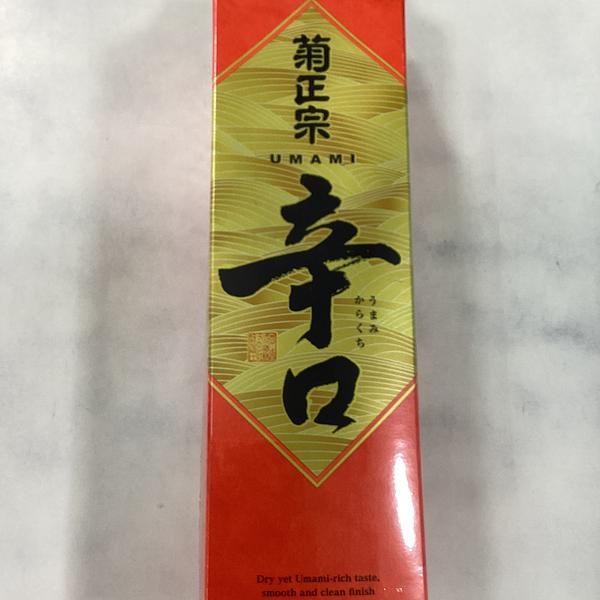 菊正宗
UMAMI
辛口
うまみ
からくち
Dry yet Umami-rich taste,
smooth and clean finish